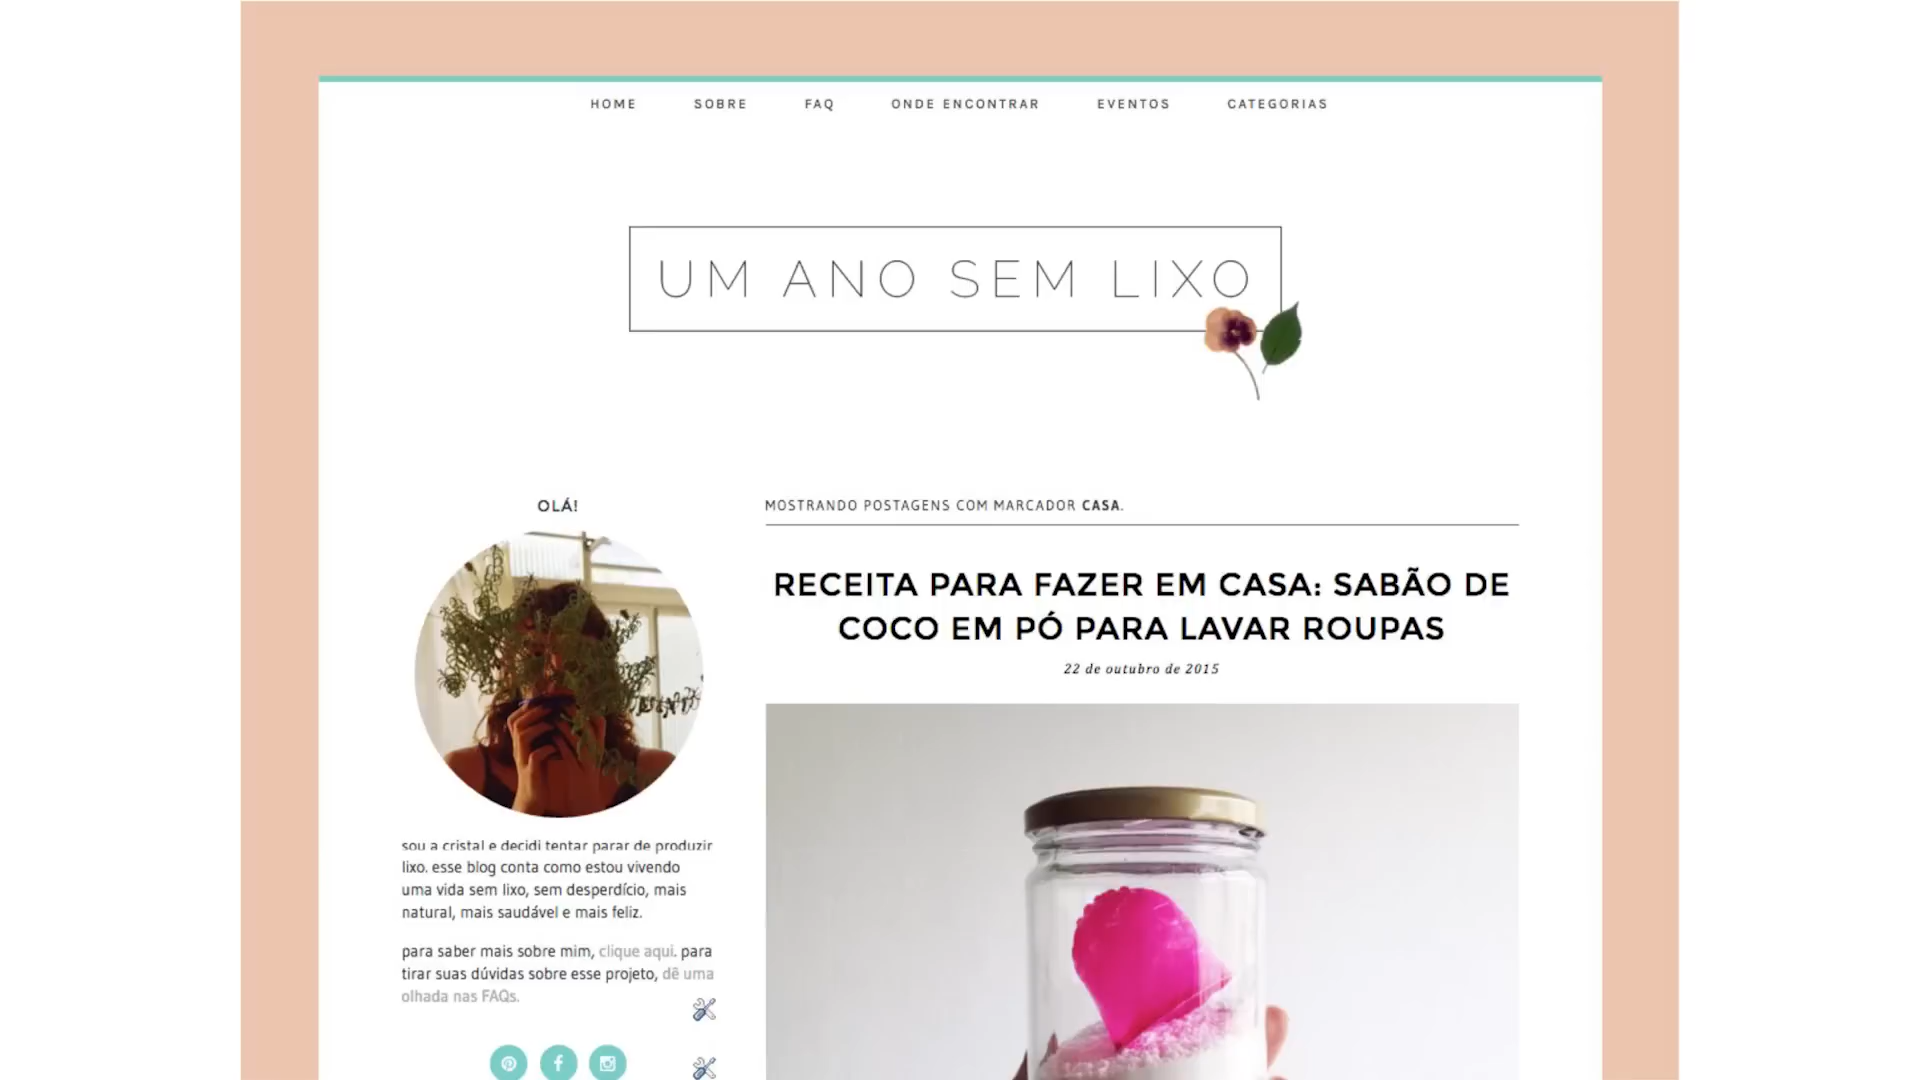 HOME SOBRE FAQ ONDE ENCONTRAR EVENTOS CATEGORIAS
UM ANO SEM LIXO
OLÁ!
sou a cristal e decidi tentar parar de produzir
lixo. esse blog conta como estou vivendo
uma vida sem lixo, sem desperdício, mais
natural, mais saudável e mais feliz.
para saber mais sobre mim, clique aqui. para
tirar suas dúvidas sobre esse projeto, dê uma
olhada nas FAQs.
MOSTRANDO POSTAGENS COM MARCADOR CASA.
RECEITA PARA FAZER EM CASA: SABÃO DE
COCO EM PÓ PARA LAVAR ROUPAS
22 de outubro de 2015